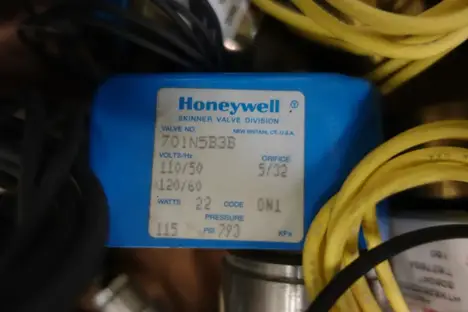 Honeywell
SKINNER VALVE DIVISION
VALVE NO. NEW BRITAIN, CT. U.S.A.
701N5B3B
VOLTS/Hz ORIFICE
110/50 5/32
120/60
WATTS 22 CODE ON1
PRESSURE
115 PSI 793 KPa